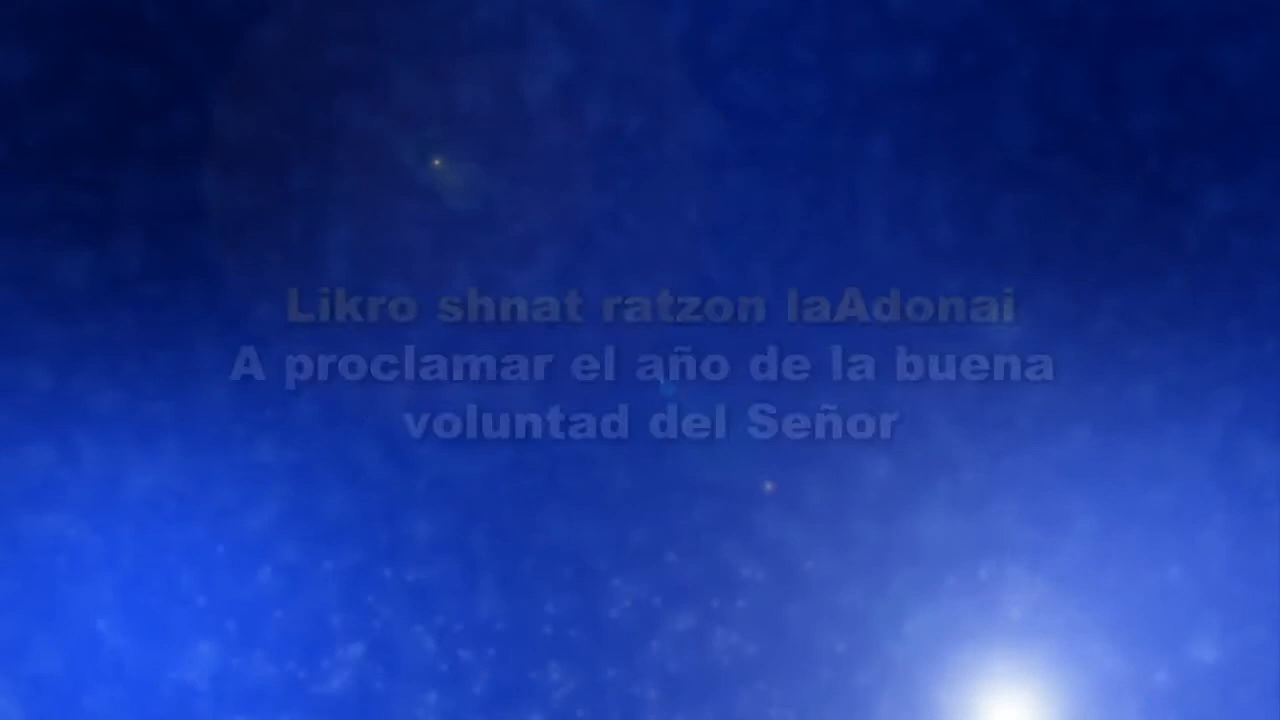 Likro shnat ratzon laAdonai
A proclamar el año de la buena
voluntad del Señor